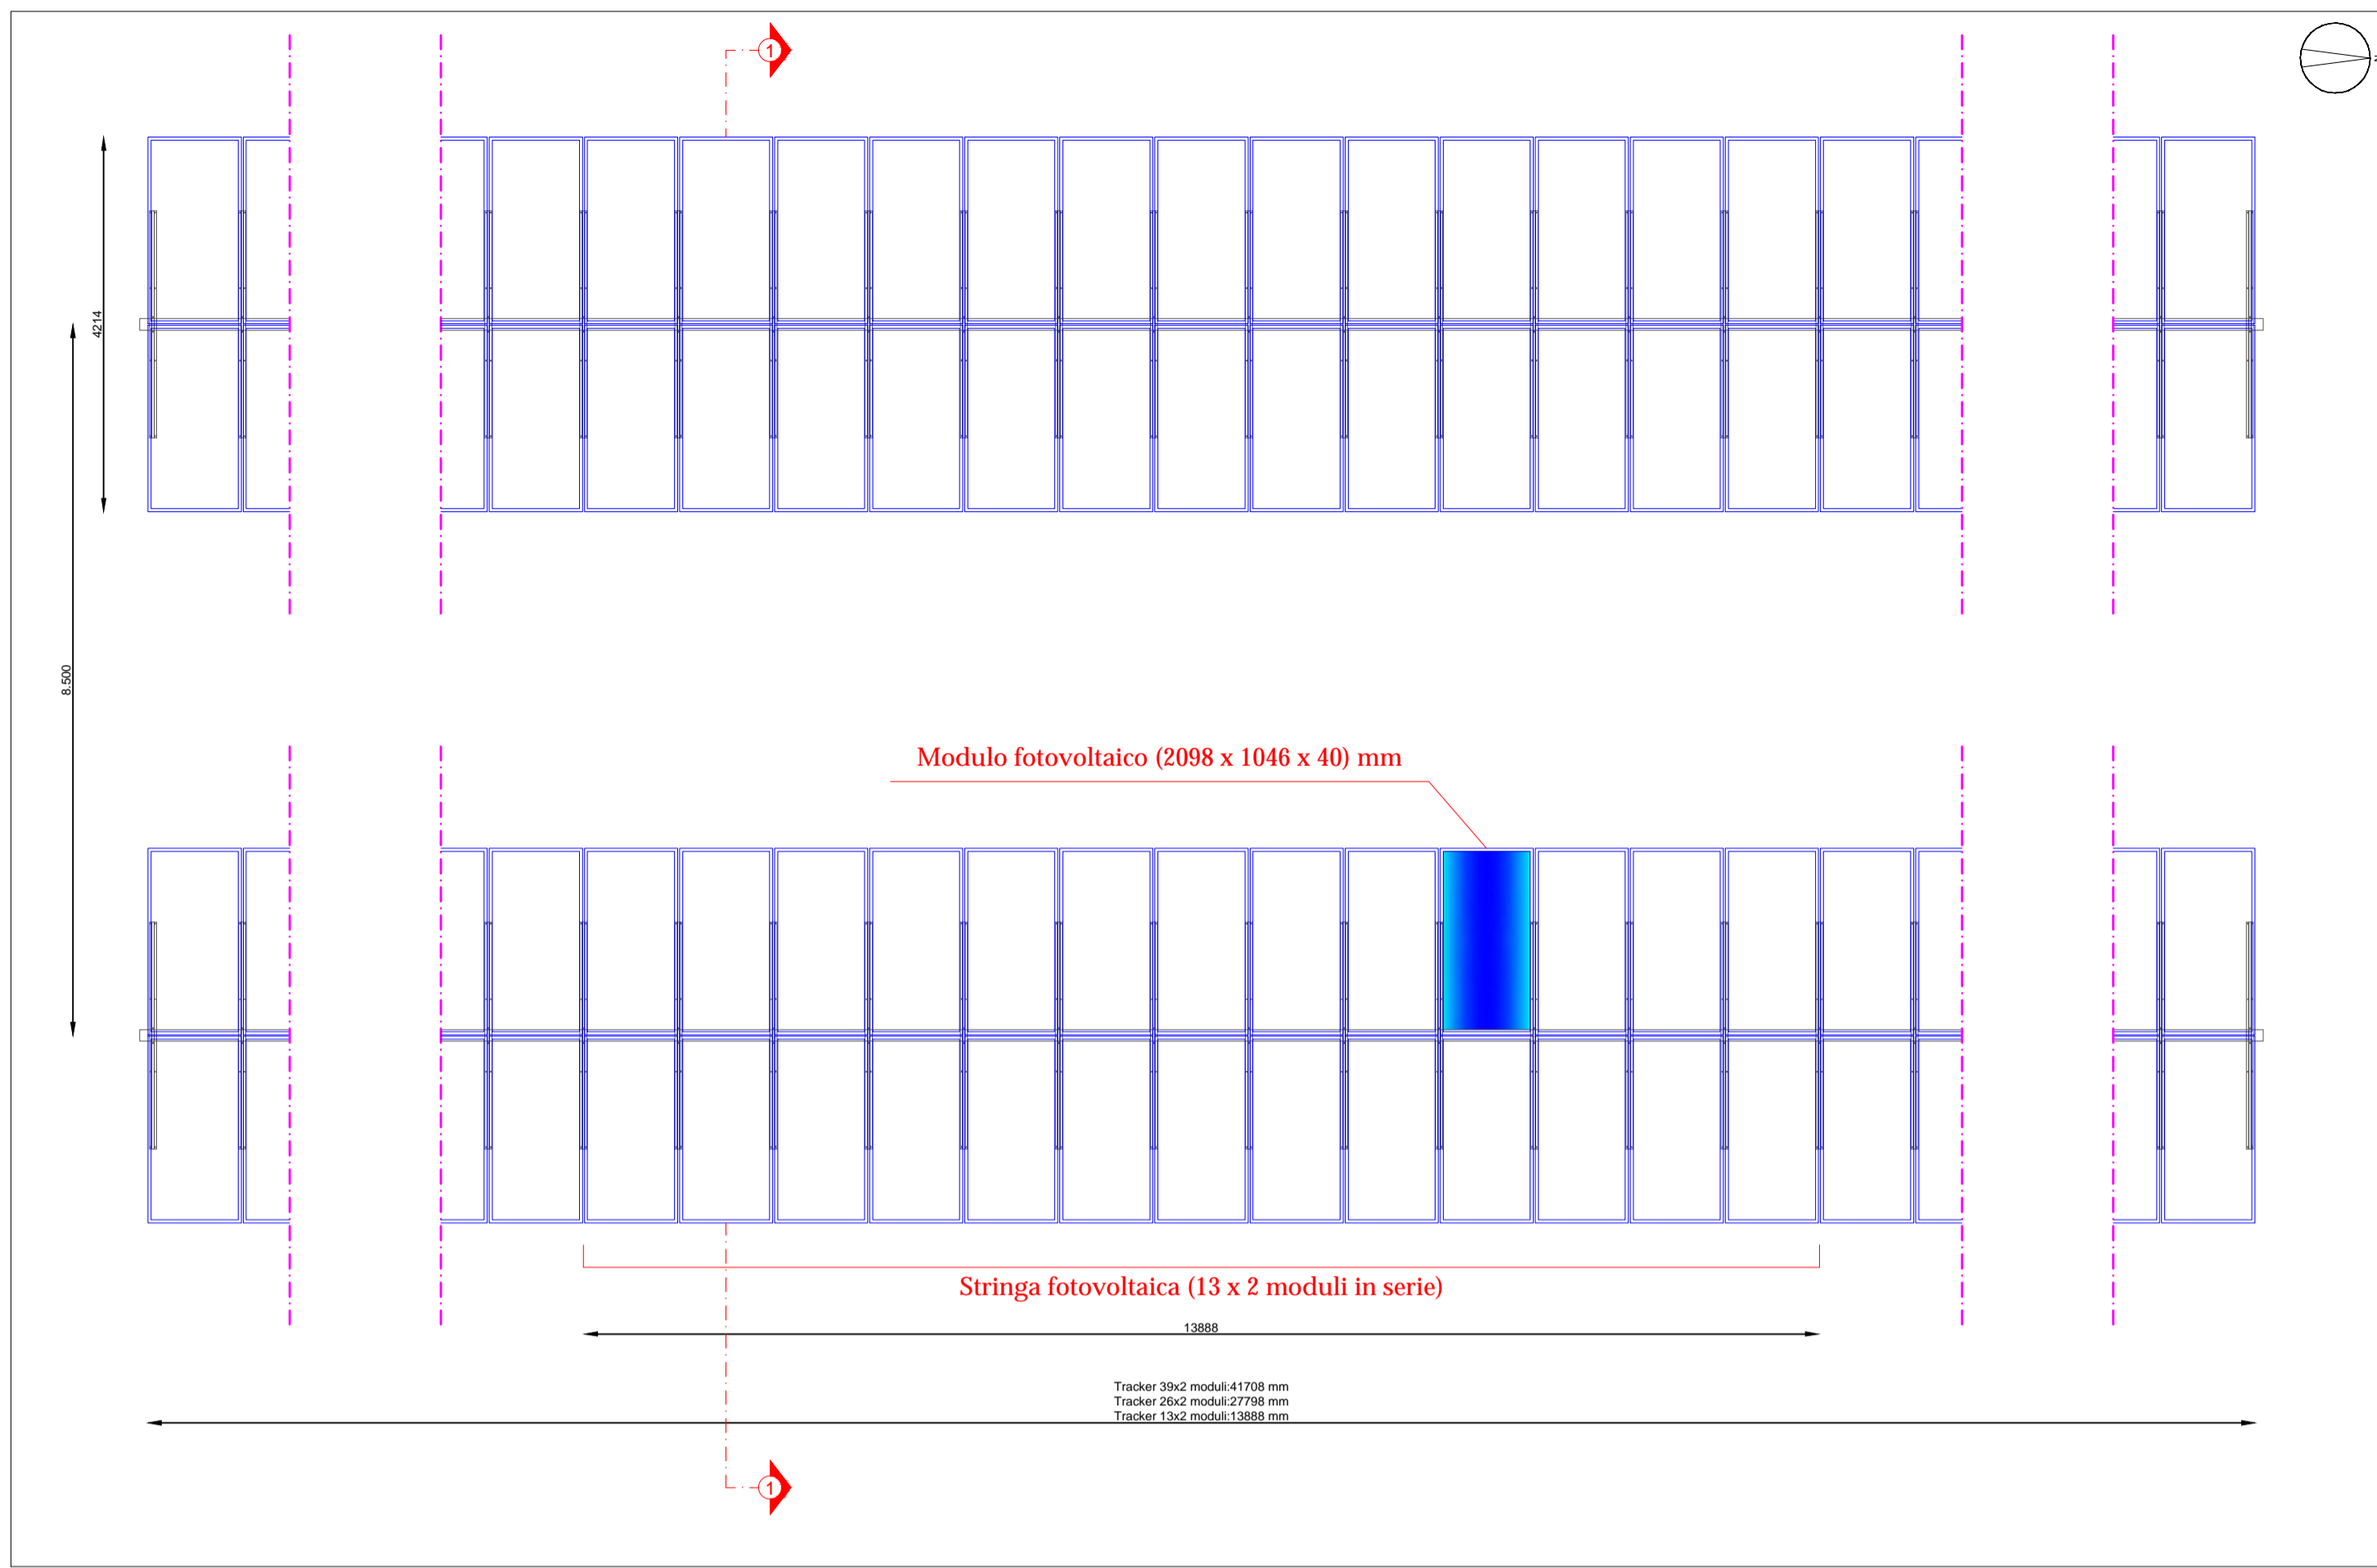 1
4214
8.500
Modulo fotovoltaico (2098 x 1046 x 40) mm
Stringa fotovoltaica (13 x 2 moduli in serie)
13888
Tracker 39x2 moduli:41708 mm
Tracker 26x2 moduli:27798 mm
Tracker 13x2 moduli:13888 mm
1